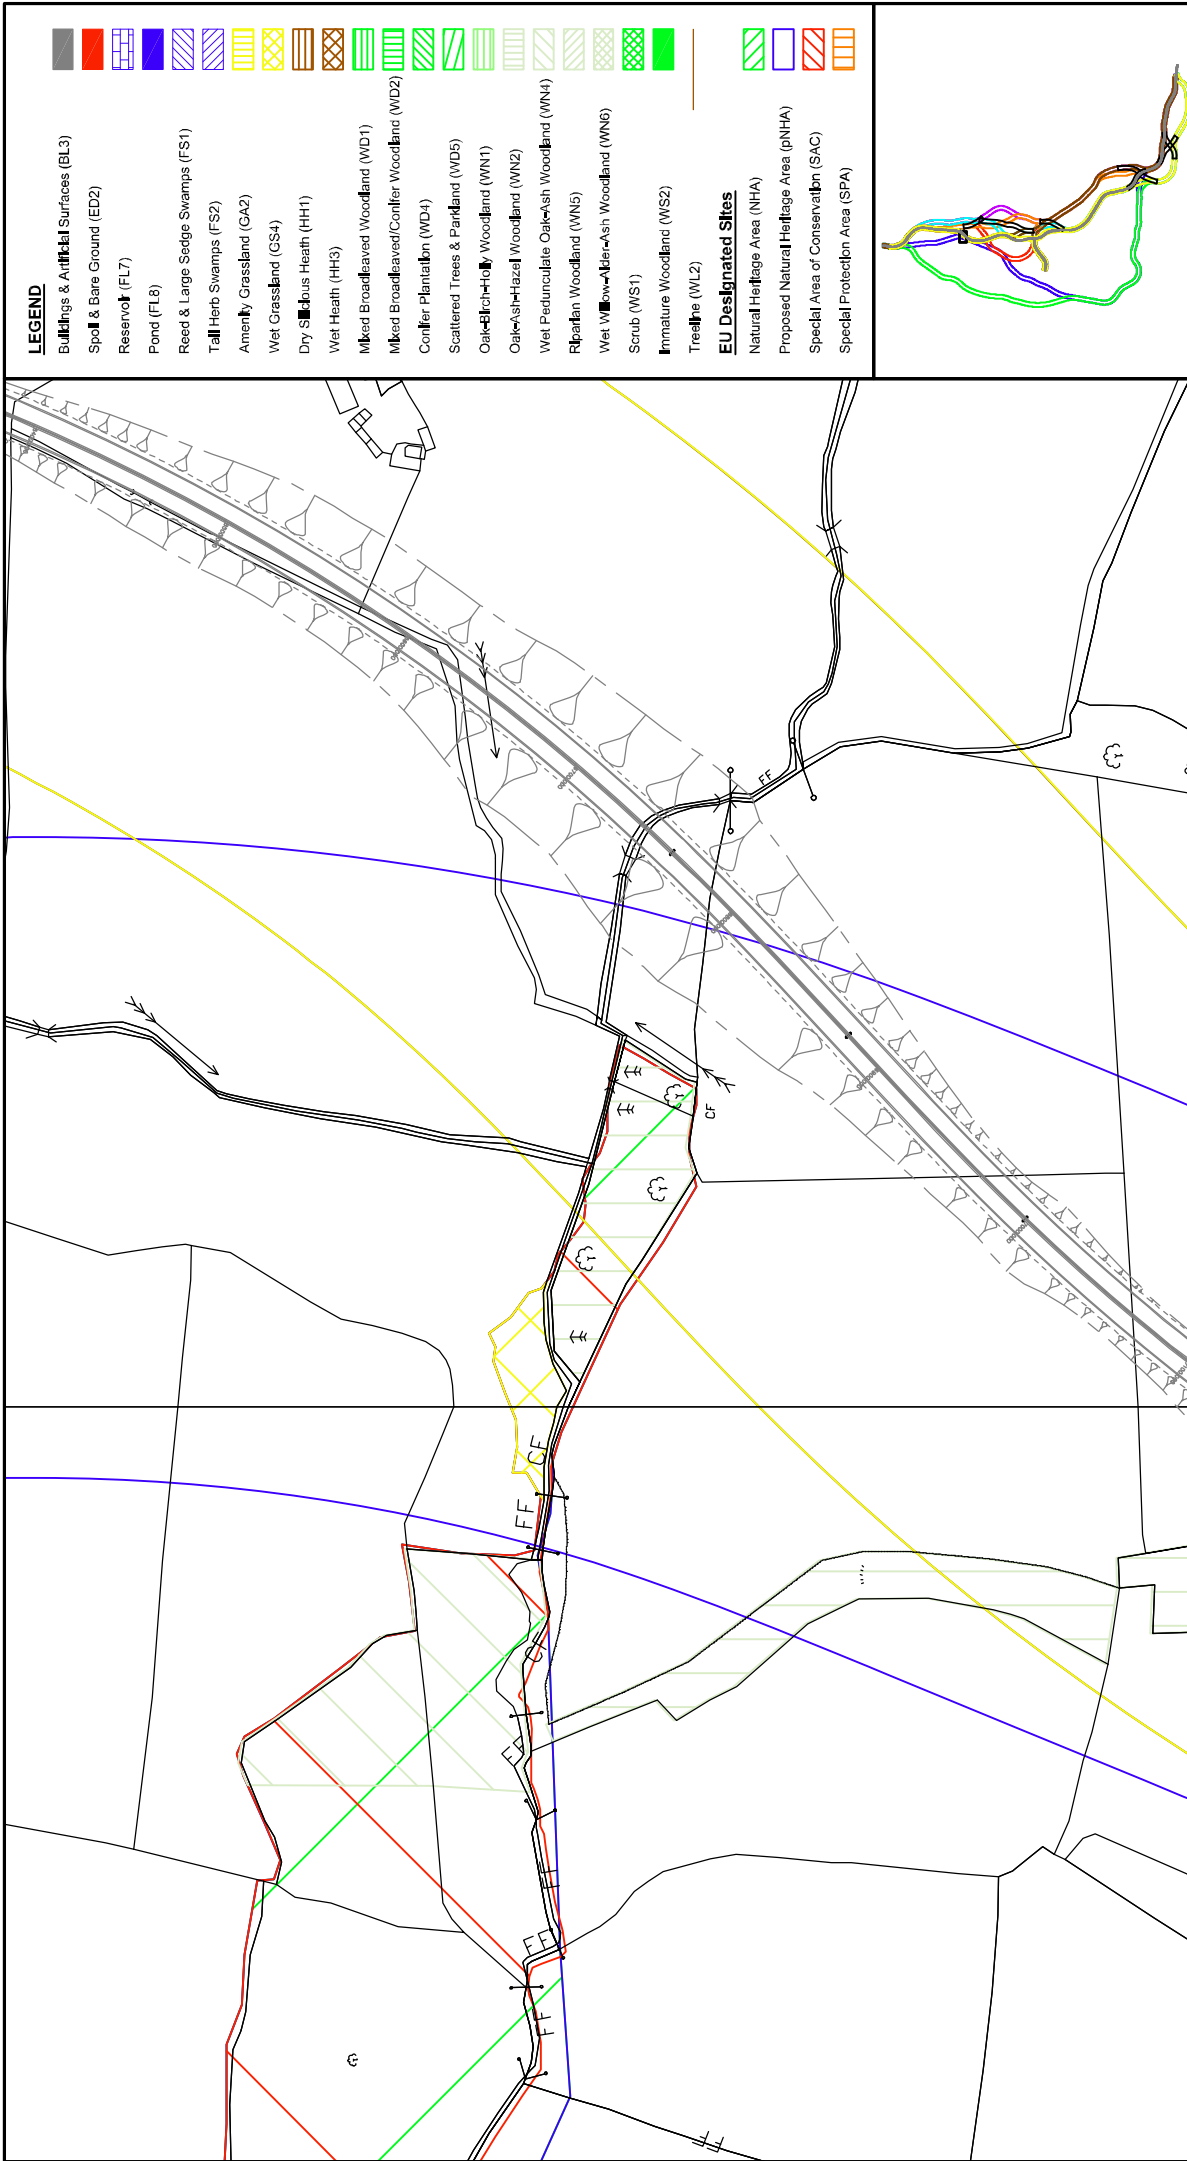 LEGEND
Buildings & Artificial Surfaces (BL3)
Spoil & Bare Ground (ED2)
Reservoir (FL7)
Pond (FL8)
Reed & Large Sedge Swamps (FS1)
Tall Herb Swamps (FS2)
Amenity Grassland (GA2)
Wet Grassland (GS4)
Dry Siliclous Heath (HH1)
Wet Heath (HH3)
Mixed Broadleaved Woodland (WD1)
Mixed Broadleaved/Conifer Woodland (WD2)
Conifer Plantation (WD4)
Scattered Trees & Parkland (WD5)
Oak-Birch-Holly Woodland (WN1)
Oak-Ash-Hazel Woodland (WN2)
Wet Pedunculate Oak-Ash Woodland (WN4)
Riparian Woodland (WN5)
Wet Willow-Alder-Ash Woodland (WN6)
Scrub (WS1)
Immature Woodland (WS2)
Treeline (WL2)
EU Designated Sites
Natural Heritage Area (NHA)
Proposed Natural Heritage Area (pNHA)
Special Area of Conservation (SAC)
Special Protection Area (SPA)
FF
CF
CF
FF
CF
FF
FF
FF
FF
FF